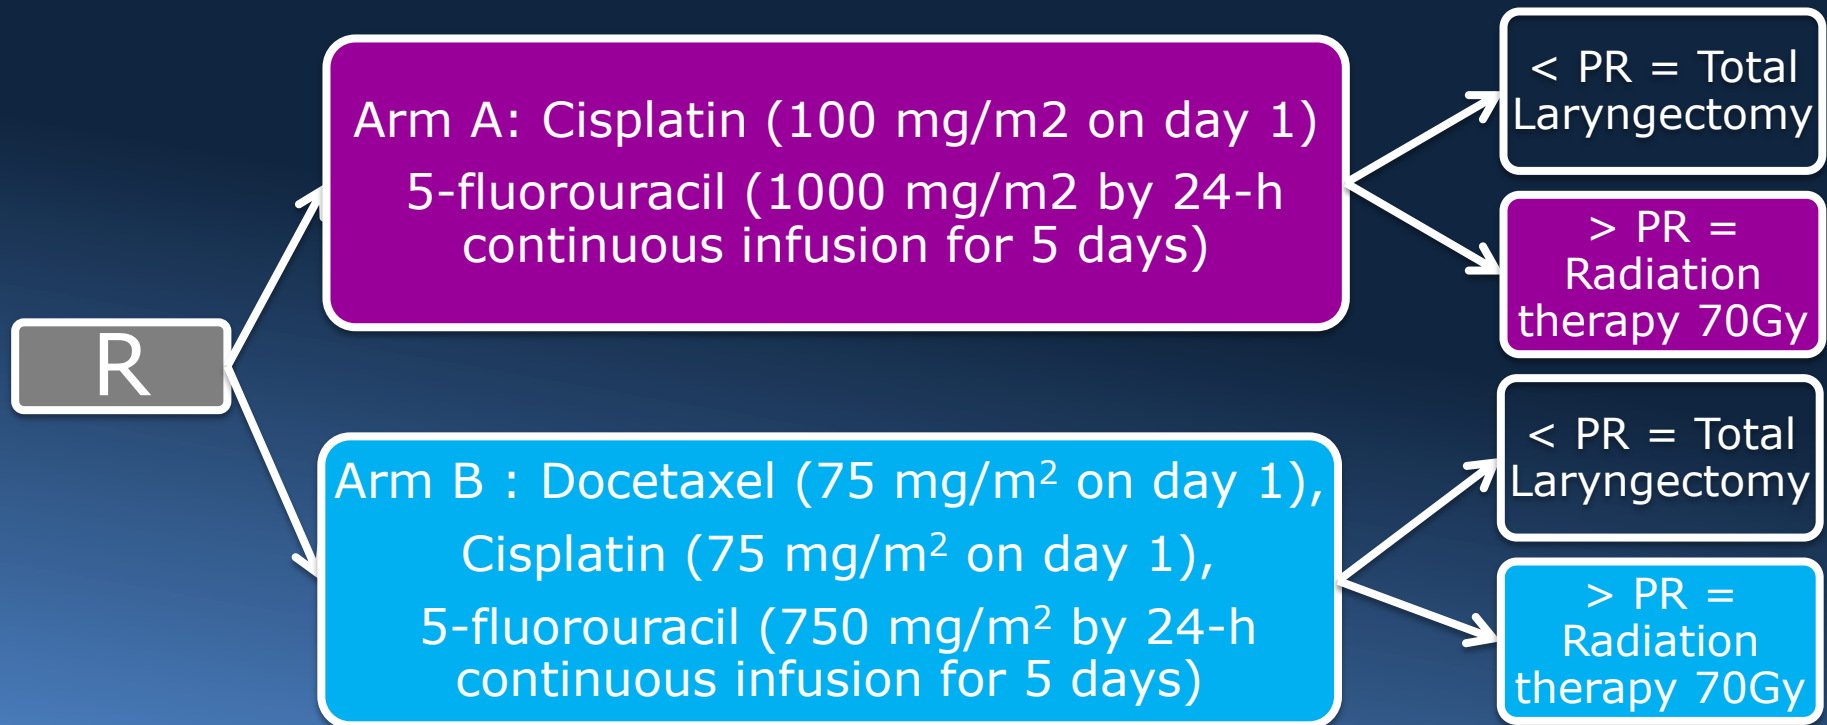 R
Arm A: Cisplatin (100 mg/m2 on day 1)
5-fluorouracil (1000 mg/m2 by 24-h
continuous infusion for 5 days)
< PR = Total
Laryngectomy
> PR =
Radiation
therapy 70Gy
Arm B : Docetaxel (75 mg/m² on day 1),
Cisplatin (75 mg/m² on day 1),
5-fluorouracil (750 mg/m² by 24-h
continuous infusion for 5 days)
< PR = Total
Laryngectomy
> PR =
Radiation
therapy 70Gy